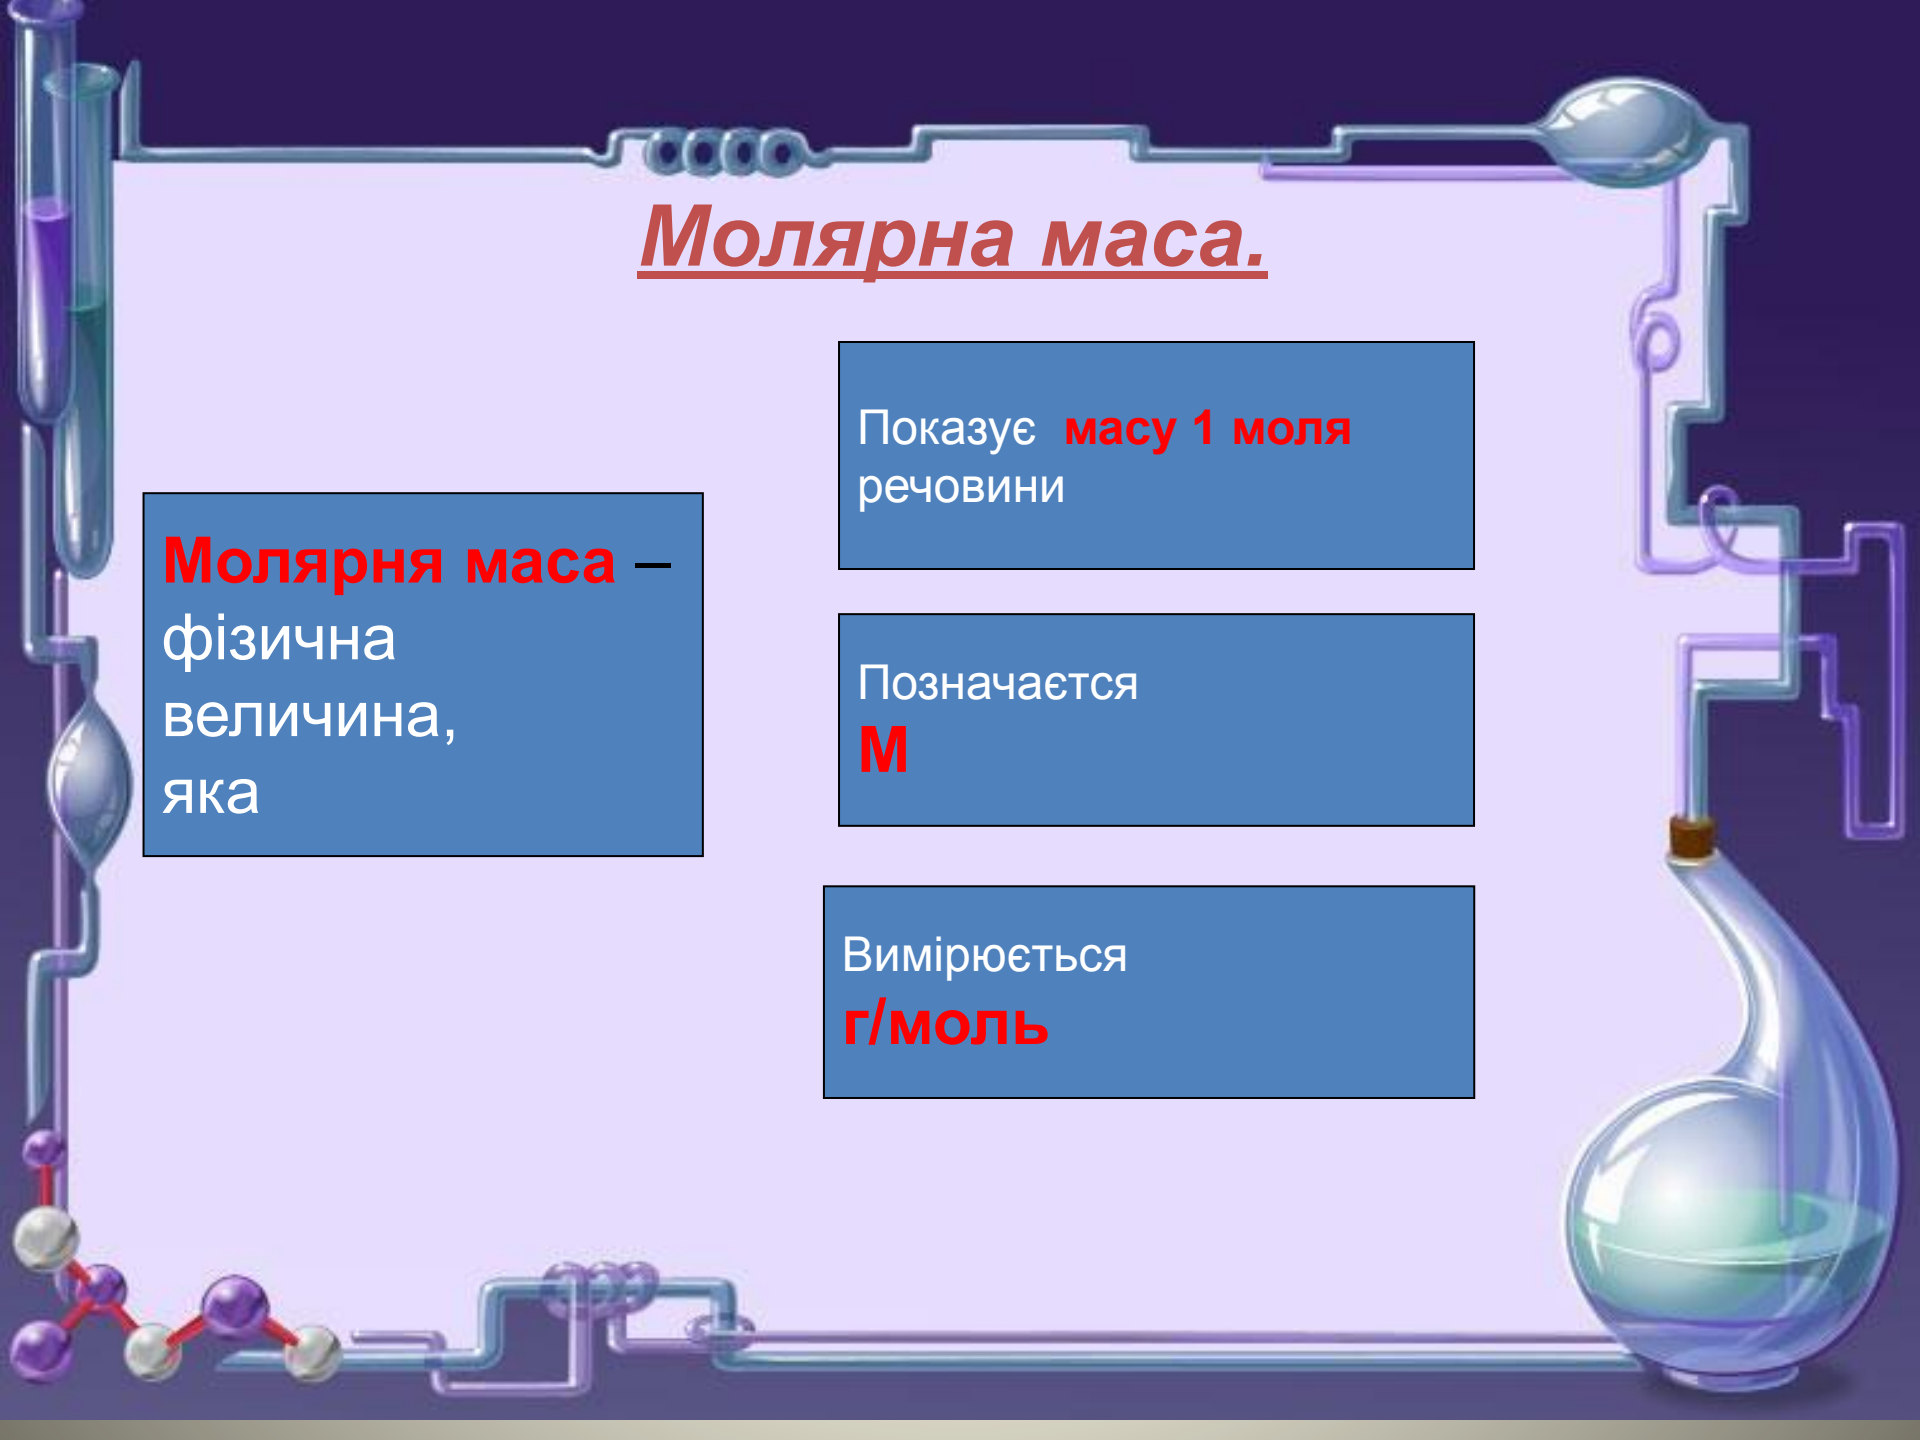 Молярна маса.
Молярня маса –
фізична
величина,
яка
Показує  масу 1 моля
речовини
Позначаєтся
М
Вимірюється
г/моль